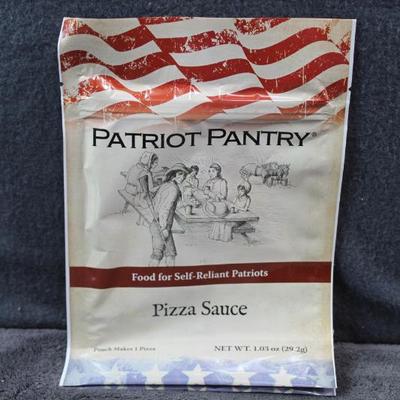 PATRIOT PANTRY®
Food for Self-Reliant Patriots
Pizza Sauce
Pouch Makes 1 Pizza
NET WT. 1.03 oz (29.2g)